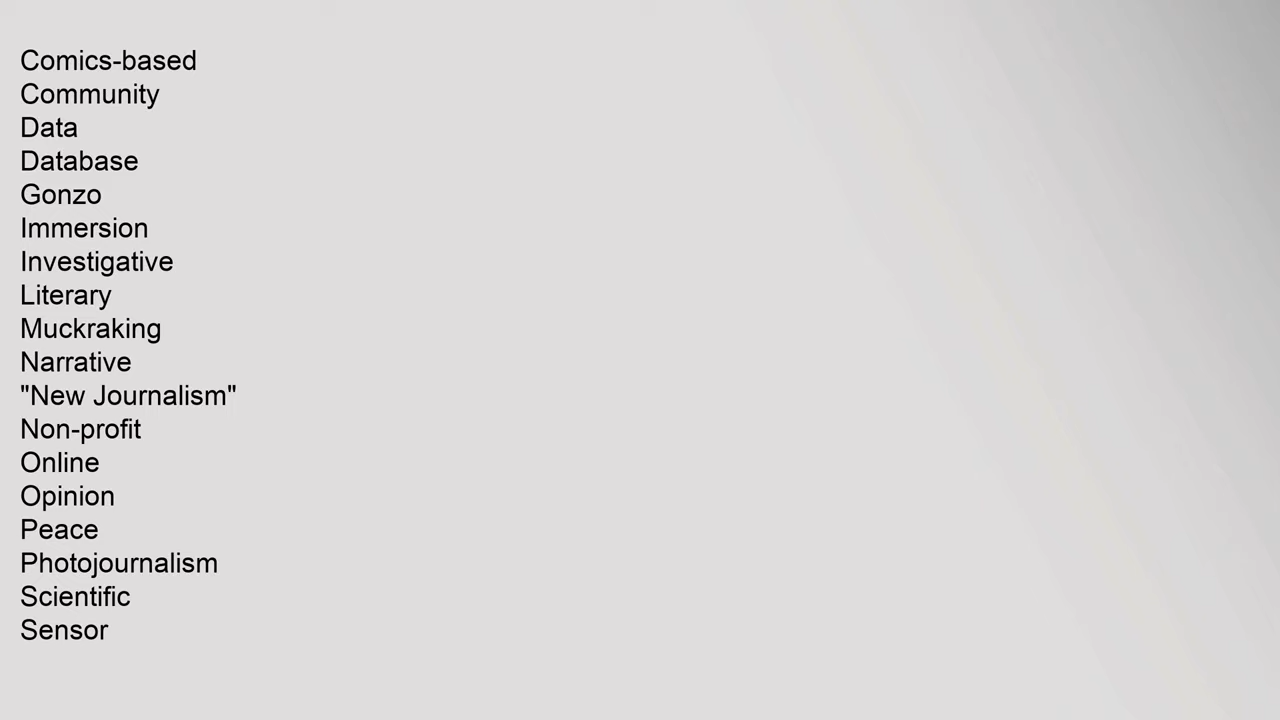 Comics-based
Community
Data
Database
Gonzo
Immersion
Investigative
Literary
Muckraking
Narrative
"New Journalism"
Non-profit
Online
Opinion
Peace
Photojournalism
Scientific
Sensor